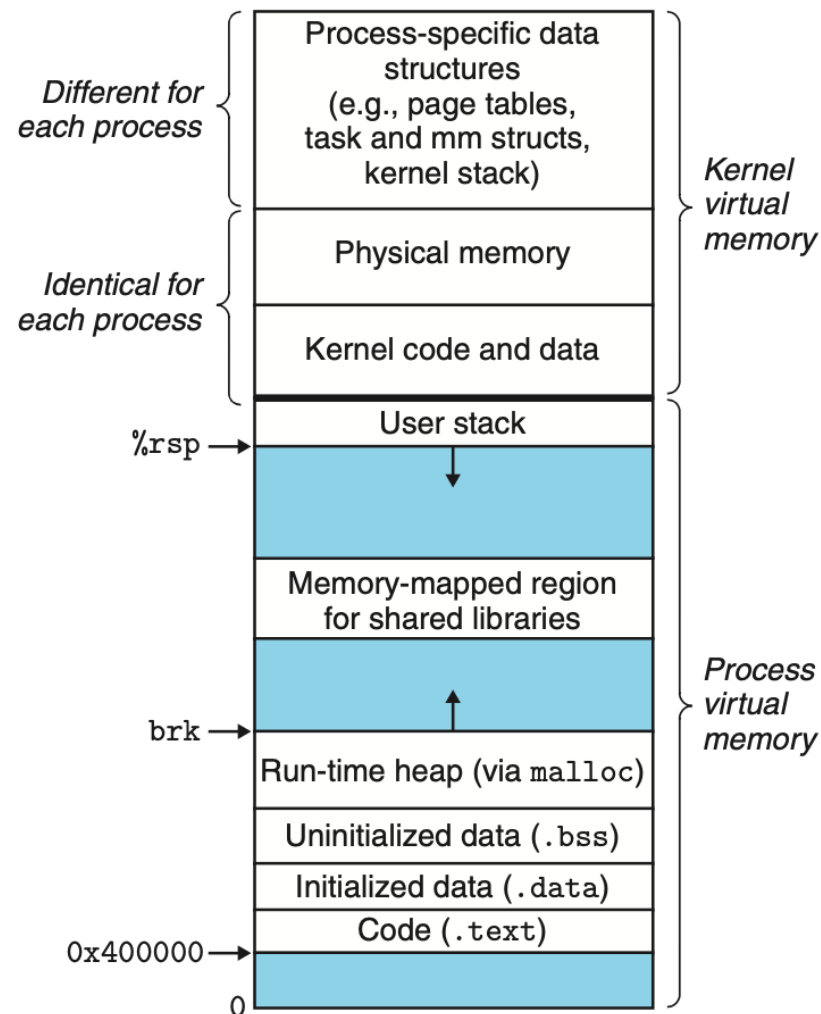 Different for
each process
Process-specific data
structures
(e.g., page tables,
task and mm structs,
kernel stack)
Kernel
virtual
memory
Identical for
each process
Physical memory
Kernel code and data
User stack
%rsp
Memory-mapped region
for shared libraries
Process
virtual
memory
brk
Run-time heap (via malloc)
Uninitialized data (.bss)
Initialized data (.data)
Code (.text)
0x400000
0